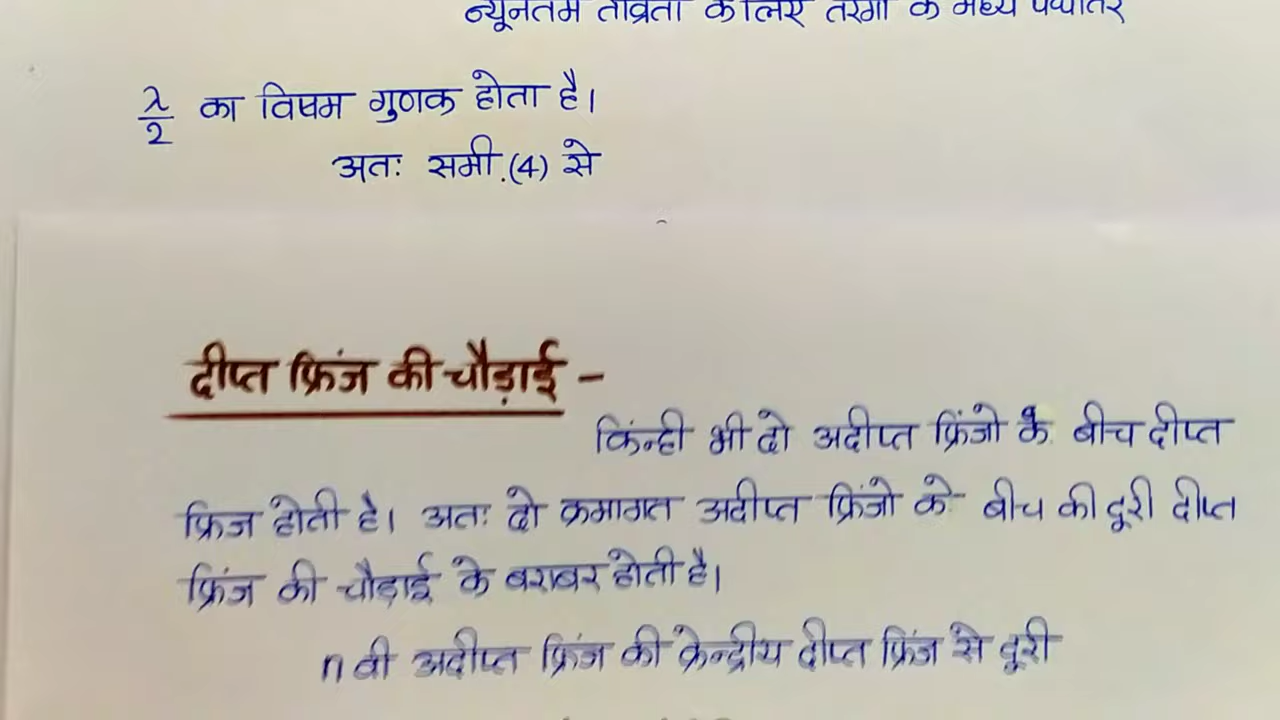 न्यूनतम तीव्रता के लिए तरंगों के मध्य पथांतर
λ/2 का विषम गुणक होता है।
अतः समी.(4) से
दीप्त फ्रिंज की चौड़ाई –
किंन्ही भी दो अदीप्त फ्रिंजो के बीच दीप्त
फ्रिज होती है। अतः दो क्रमागत अदीप्त फ्रिंजो के बीच की दूरी दीप्त
फ्रिंज की चौड़ाई के बराबर होती है।
n वी अदीप्त फ्रिंज की केन्द्रीय दीप्त फ्रिंज से दूरी